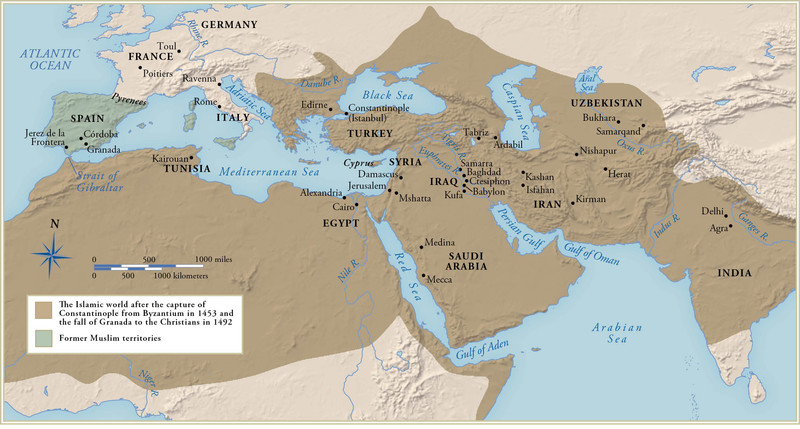 GERMANY
ATLANTIC
OCEAN
Rhine R.
Toul
FRANCE
Poitiers
Ravenna
Danube R.
Aral
Sea
Pyrenees
Adriatic Sea
Black Sea
Caspian Sea
Rome
Edirne
Constantinople
(Istanbul)
UZBEKISTAN
Bukhara
Samarqand
SPAIN
ITALY
TURKEY
Jerez de la
Frontera
Córdoba
Granada
Tabriz
Ardabil
Oxus R.
Nishapur
Kairouan
TUNISIA
Cyprus
SYRIA
Tigris
Euphrates R.
Samarra
Baghdad
Ctesiphon
Babylon
Kufa
IRAQ
Kashan
Isfahan
Herat
Strait of
Gibraltar
Mediterranean Sea
Damascus
Jerusalem
Mshatta
IRAN
Kirman
Alexandria
Cairo
EGYPT
Delhi
Agra
Indus R.
Ganges R.
N
Persian Gulf
Gulf of Oman
Medina
SAUDI
ARABIA
Mecca
Nile R.
Red Sea
INDIA
0
500
1000 miles
0
500
1000 kilometers
The Islamic world after the capture of
Constantinople from Byzantium in 1453 and
the fall of Granada to the Christians in 1492
Former Muslim territories
Arabian
Sea
Gulf of Aden
Niger R.